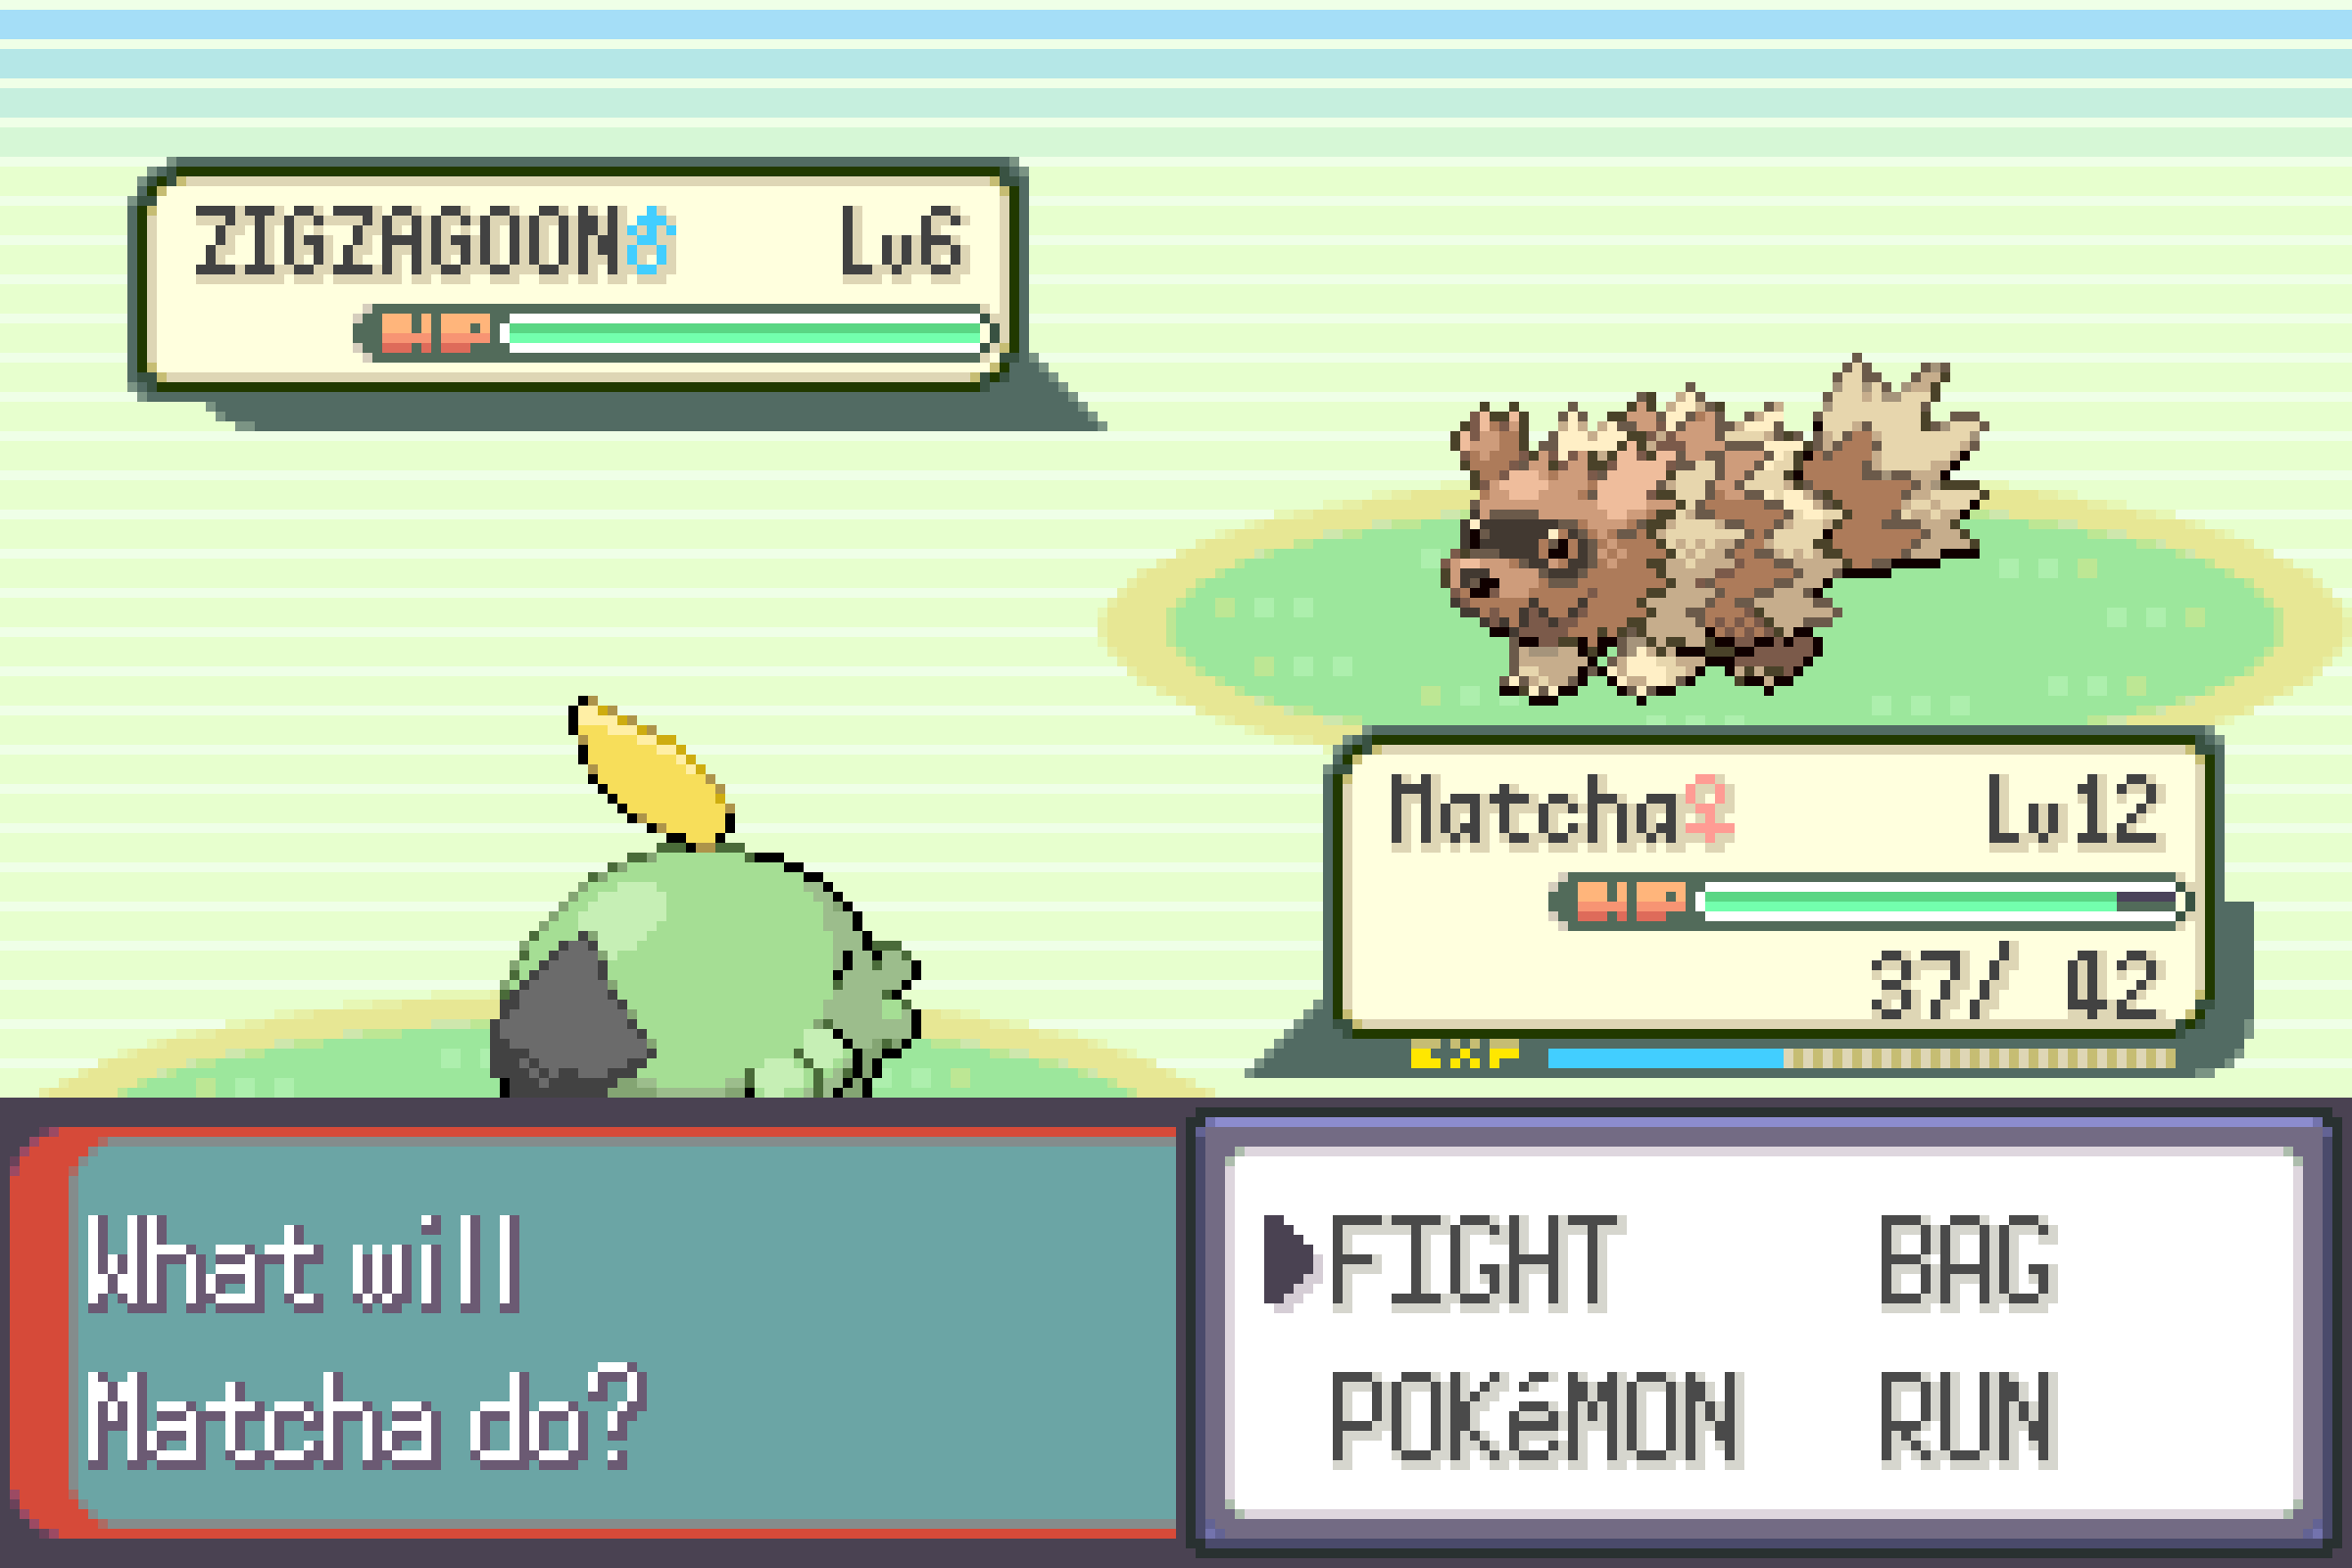 ZIGZAGOON♂ Lv6
HP
Matcha♀ Lv12
HP
37/ 42
EXP
What will
Matcha do?
FIGHT BAG
POKéMON RUN